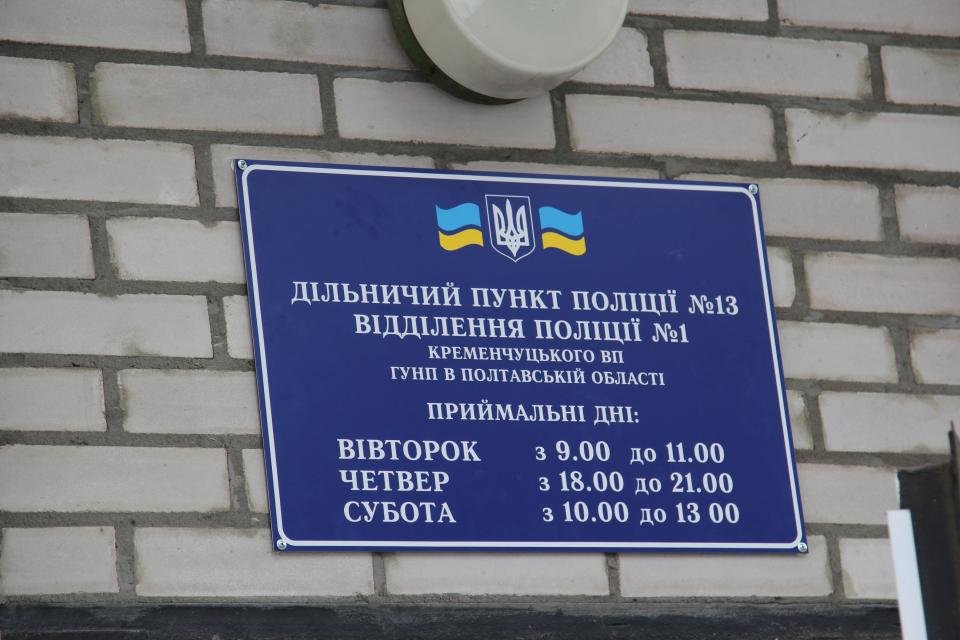 ДІЛЬНИЧИЙ ПУНКТ ПОЛІЦІЇ №13
ВІДДІЛЕННЯ ПОЛІЦІЇ №1
КРЕМЕНЧУЦЬКОГО ВП
ГУНП В ПОЛТАВСЬКІЙ ОБЛАСТІ
ПРИЙМАЛЬНІ ДНІ:
ВІВТОРОК з 9.00 до 11.00
ЧЕТВЕР з 18.00 до 21.00
СУБОТА з 10.00 до 13 00